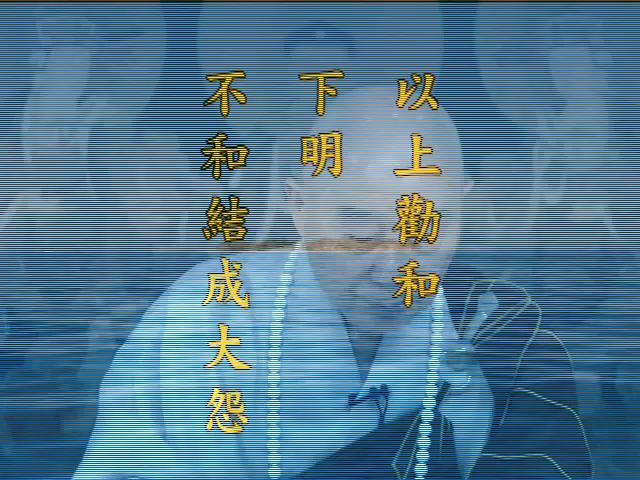 以上勸和
下明
不和結成大怨